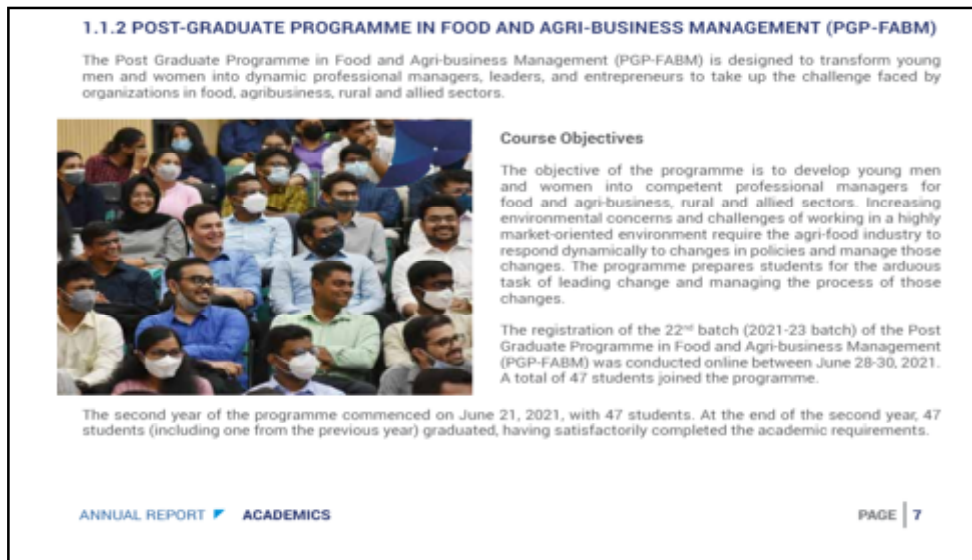 1.1.2 POST-GRADUATE PROGRAMME IN FOOD AND AGRI-BUSINESS MANAGEMENT (PGP-FABM)
The Post Graduate Programme in Food and Agri-business Management (PGP-FABM) is designed to transform young
men and women into dynamic professional managers, leaders, and entrepreneurs to take up the challenge faced by
organizations in food, agribusiness, rural and allied sectors.
Course Objectives
The objective of the programme is to develop young men
and women into competent professional managers for
food and agri-business, rural and allied sectors. Increasing
environmental concerns and challenges of working in a highly
market-oriented environment require the agri-food industry to
respond dynamically to changes in policies and manage those
changes. The programme prepares students for the arduous
task of leading change and managing the process of those
changes.
The registration of the 22nd batch (2021-23 batch) of the Post
Graduate Programme in Food and Agri-business Management
(PGP-FABM) was conducted online between June 28-30, 2021.
A total of 47 students joined the programme.
The second year of the programme commenced on June 21, 2021, with 47 students. At the end of the second year, 47
students (including one from the previous year) graduated, having satisfactorily completed the academic requirements.
ANNUAL REPORT ACADEMICS PAGE 7